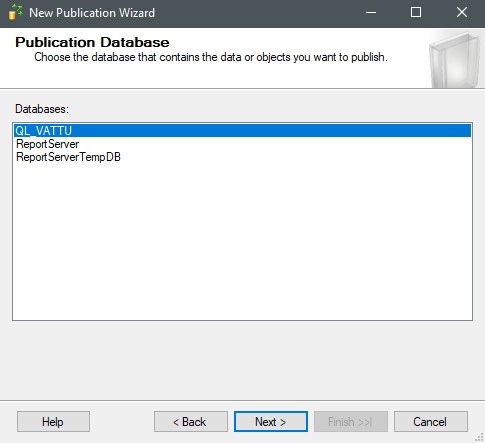 New Publication Wizard
Publication Database
Choose the database that contains the data or objects you want to publish.
Databases:
QL_VATTU
ReportServer
ReportServerTempDB
Help
< Back
Next >
Finish >>|
Cancel